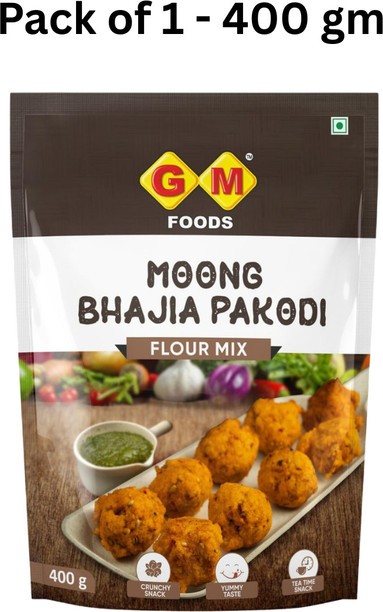 Pack of 1 - 400 gm
G M
TM
FOODS
MOONG
BHAJIA PAKODI
FLOUR MIX
400 g
CRUNCHY
SNACK
YUMMY
TASTE
TEA TIME
SNACK